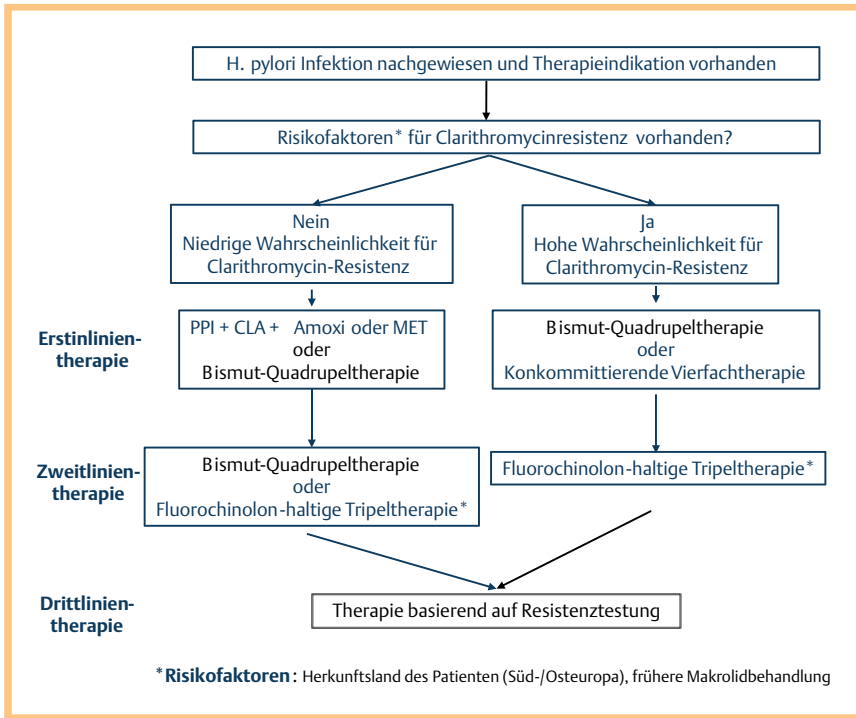 H. pylori Infektion nachgewiesen und Therapieindikation vorhanden
Risikofaktoren* für Clarithromycinresistenz vorhanden?
Nein
Niedrige Wahrscheinlichkeit für
Clarithromycin-Resistenz
Ja
Hohe Wahrscheinlichkeit für
Clarithromycin-Resistenz
Erstlinien-
therapie
PPI + CLA + Amoxi oder MET
oder
Bismut-Quadrupeltherapie
Bismut-Quadrupeltherapie
oder
Konkommittierende Vierfachtherapie
Zweitlinien-
therapie
Bismut-Quadrupeltherapie
oder
Fluorochinolon-haltige Tripeltherapie*
Fluorochinolon-haltige Tripeltherapie*
Drittlinien-
therapie
Therapie basierend auf Resistenztestung
*Risikofaktoren: Herkunftsland des Patienten (Süd-/Osteuropa), frühere Makrolidbehandlung